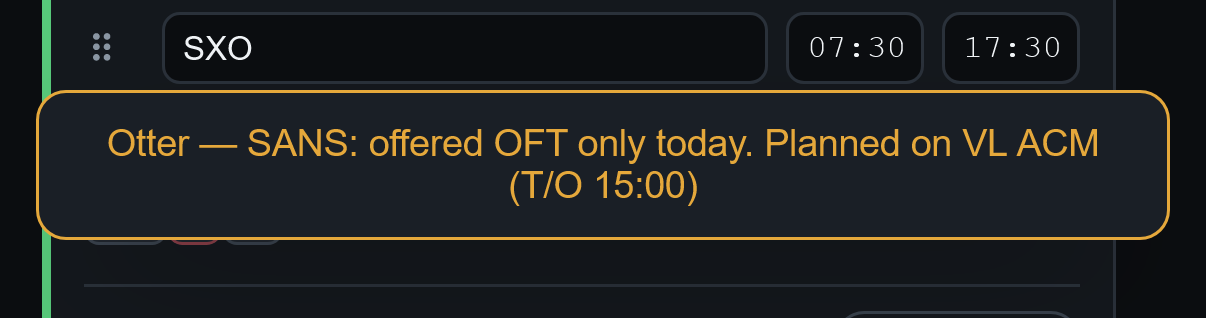 SXO
07:30
17:30
Otter — SANS: offered OFT only today. Planned on VL ACM
(T/O 15:00)